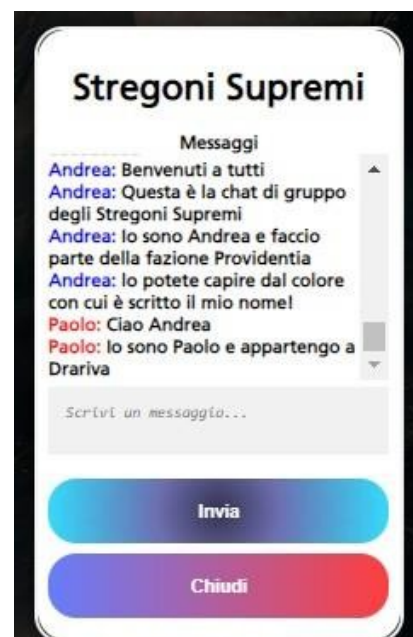 Stregoni Supremi
Messaggi
Andrea: Benvenuti a tutti
Andrea: Questa è la chat di gruppo
degli Stregoni Supremi
Andrea: Io sono Andrea e faccio
parte della fazione Providentia
Andrea: lo potete capire dal colore
con cui è scritto il mio nome!
Paolo: Ciao Andrea
Paolo: Io sono Paolo e appartengo a
Drariva
Scrivi un messaggio...
Invia
Chiudi